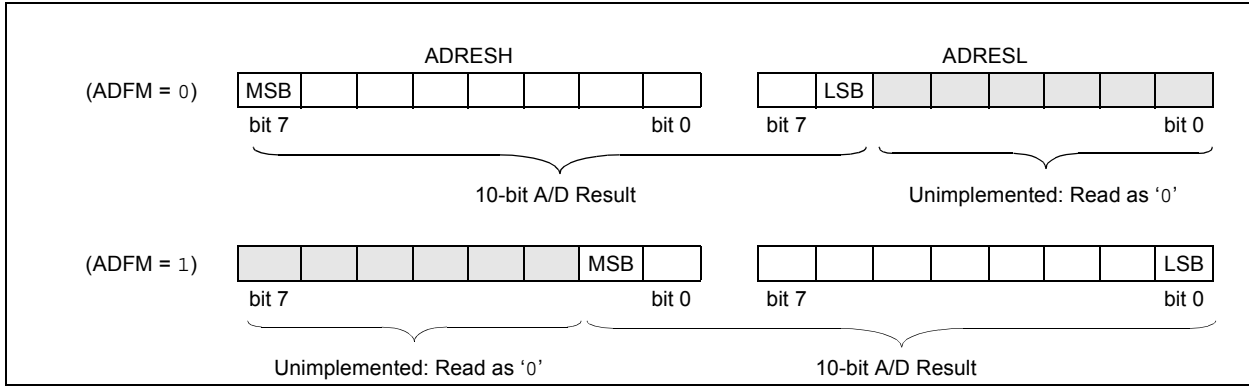 ADRESH ADRESL
(ADFM = 0) MSB LSB
bit 7 bit 0 bit 7 bit 0
10-bit A/D Result Unimplemented: Read as ‘0’
(ADFM = 1) MSB LSB
bit 7 bit 0 bit 7 bit 0
Unimplemented: Read as ‘0’ 10-bit A/D Result